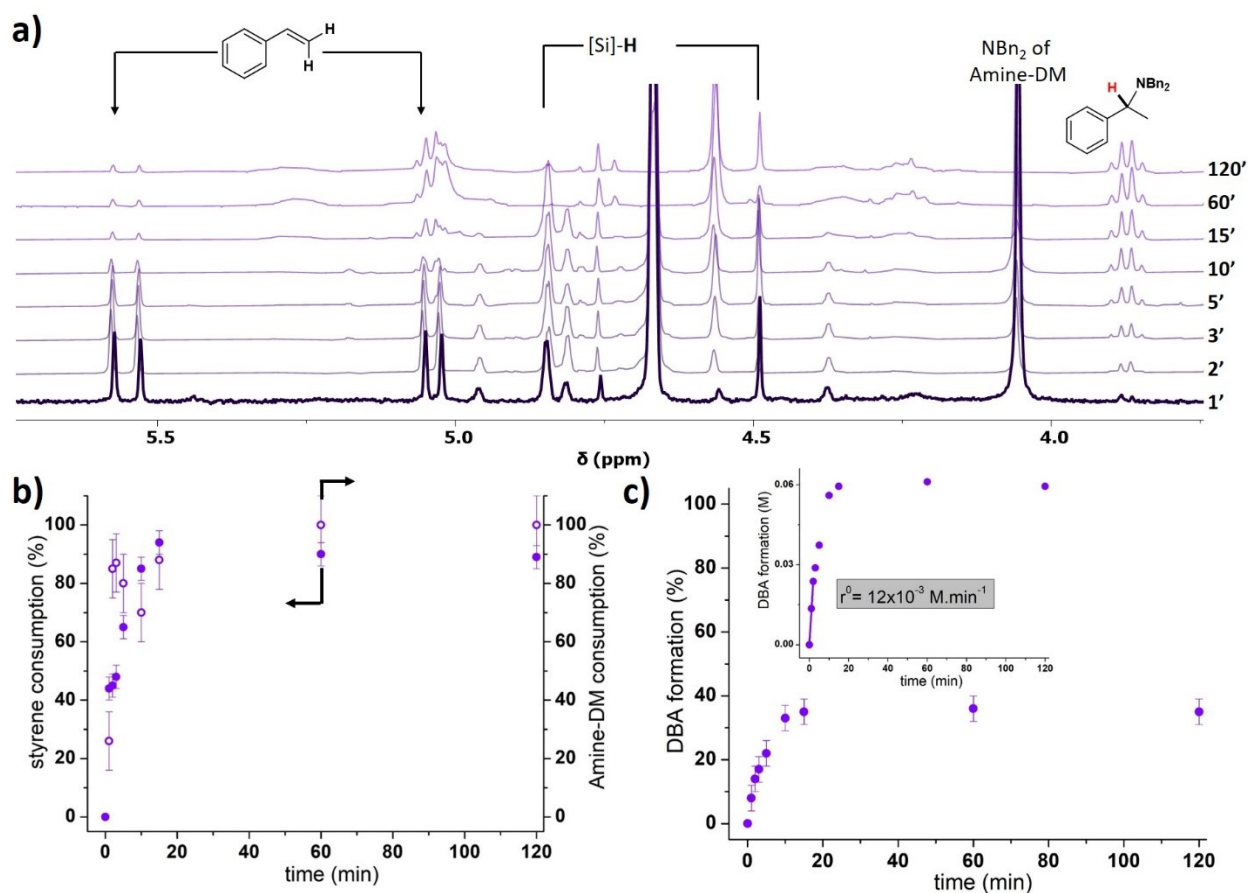 a)
H
H
[Si]-H
NBn2 of
Amine-DM
H
NBn2
120'
60'
15'
10'
5'
3'
2'
1'
5.5
5.0
4.5
4.0
δ (ppm)
b)
styrene consumption (%)
100
80
60
40
20
0
100
80
60
40
20
0
Amine-DM consumption (%)
0
20
40
60
80
100
120
time (min)
c)
DBA formation (%)
100
80
60
40
20
0
DBA formation (M)
0.06
0.03
0.00
r⁰= 12x10⁻³ M.min⁻¹
0
20
40
60
80
100
120
time (min)
0
20
40
60
80
100
120
time (min)